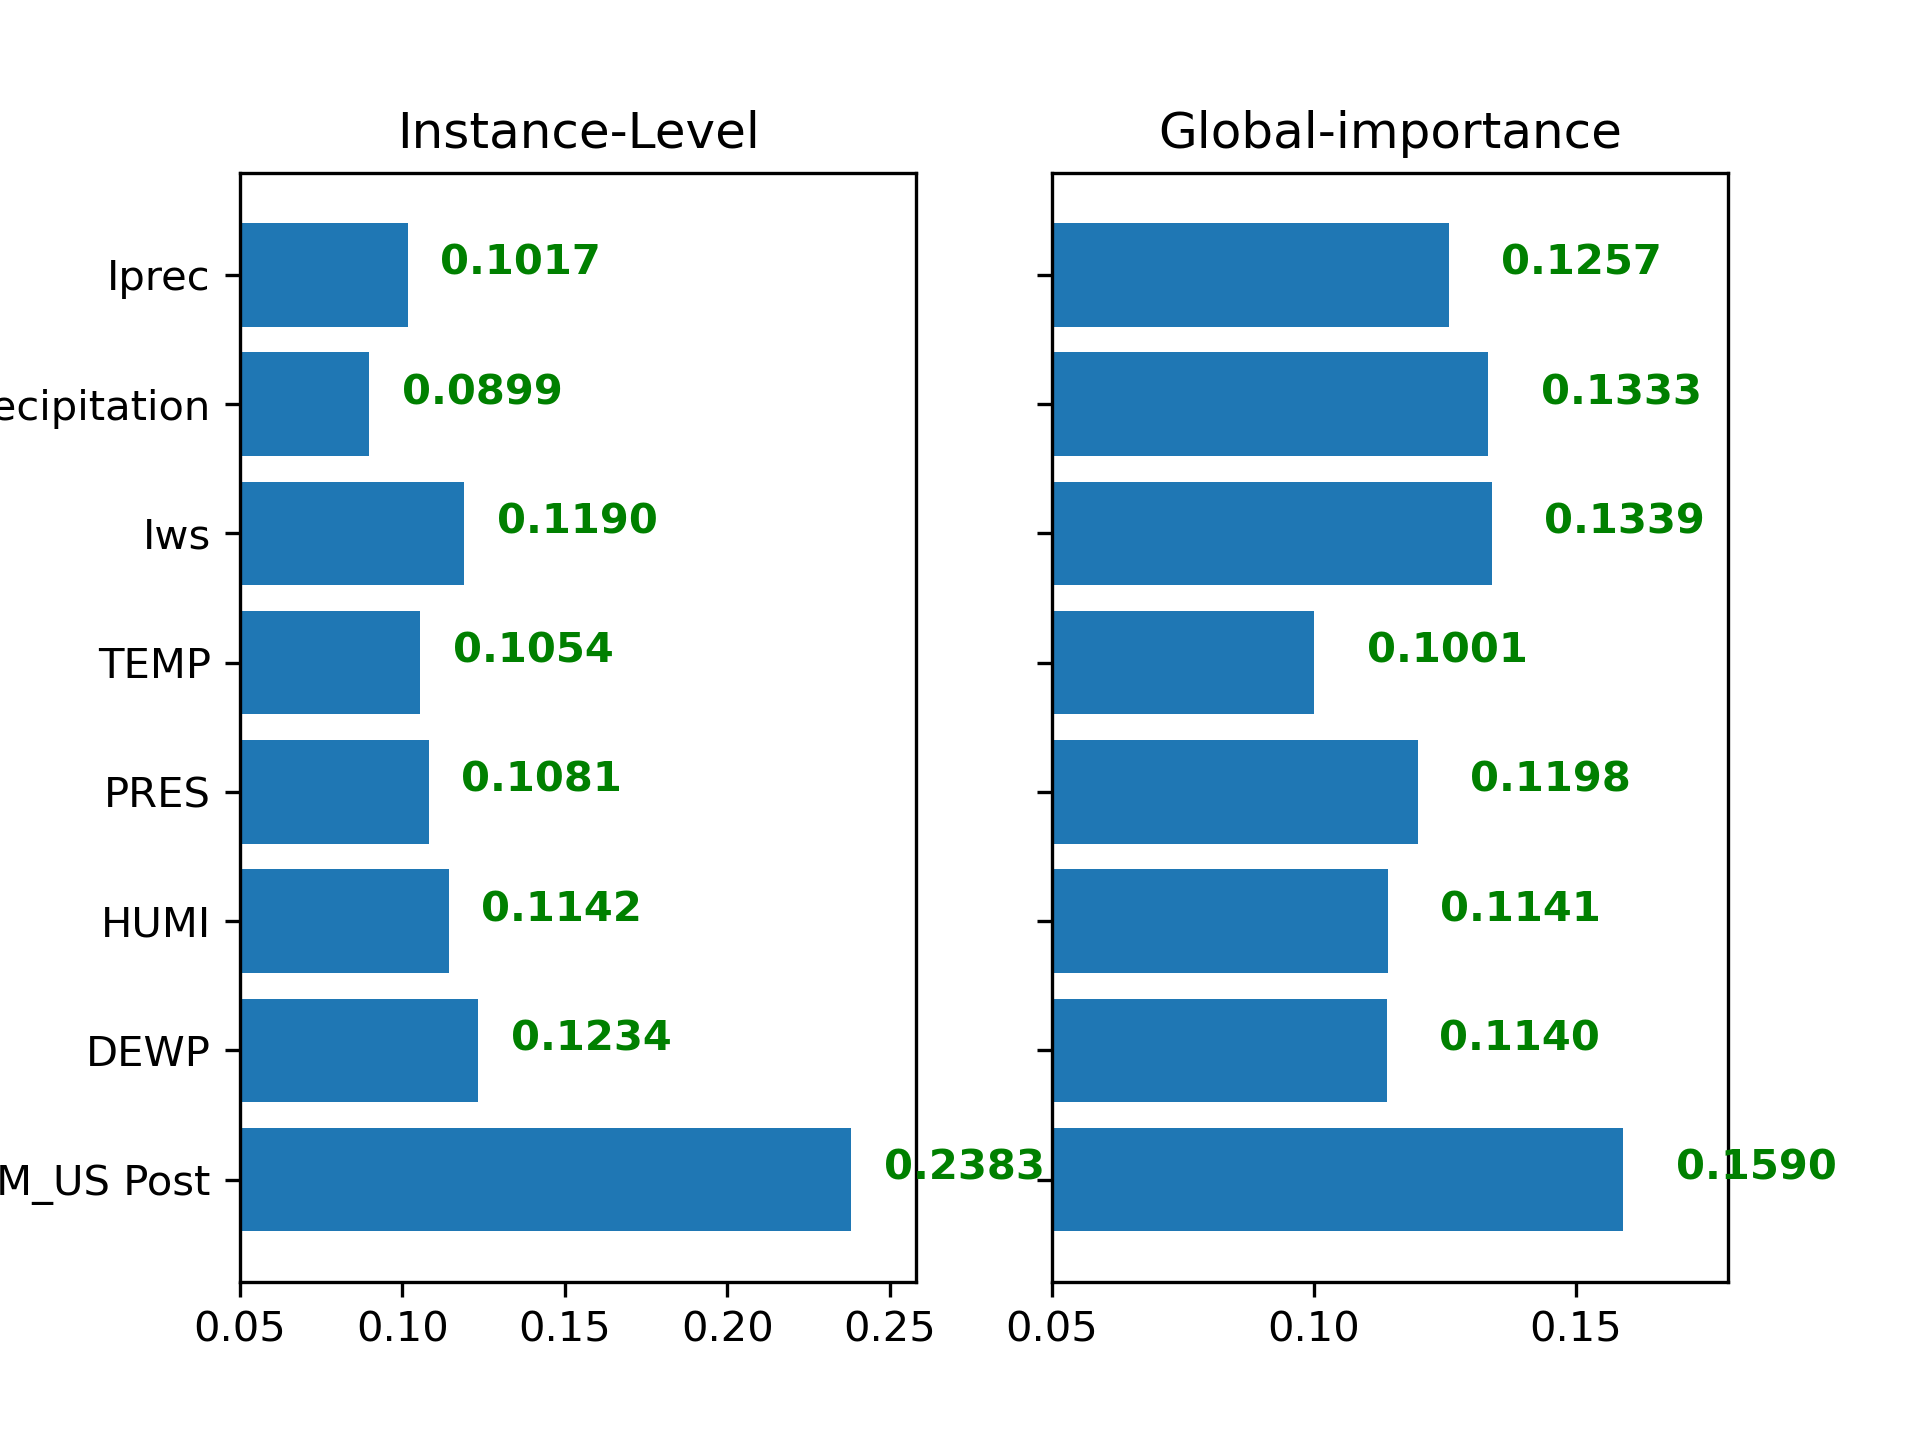 Instance-Level
Iprec
ecipitation
Iws
TEMP
PRES
HUMI
DEWP
M_US Post
0.1017
0.0899
0.1190
0.1054
0.1081
0.1142
0.1234
0.2383
0.05 0.10 0.15 0.20 0.25
Global-importance
0.1257
0.1333
0.1339
0.1001
0.1198
0.1141
0.1140
0.1590
0.05 0.10 0.15